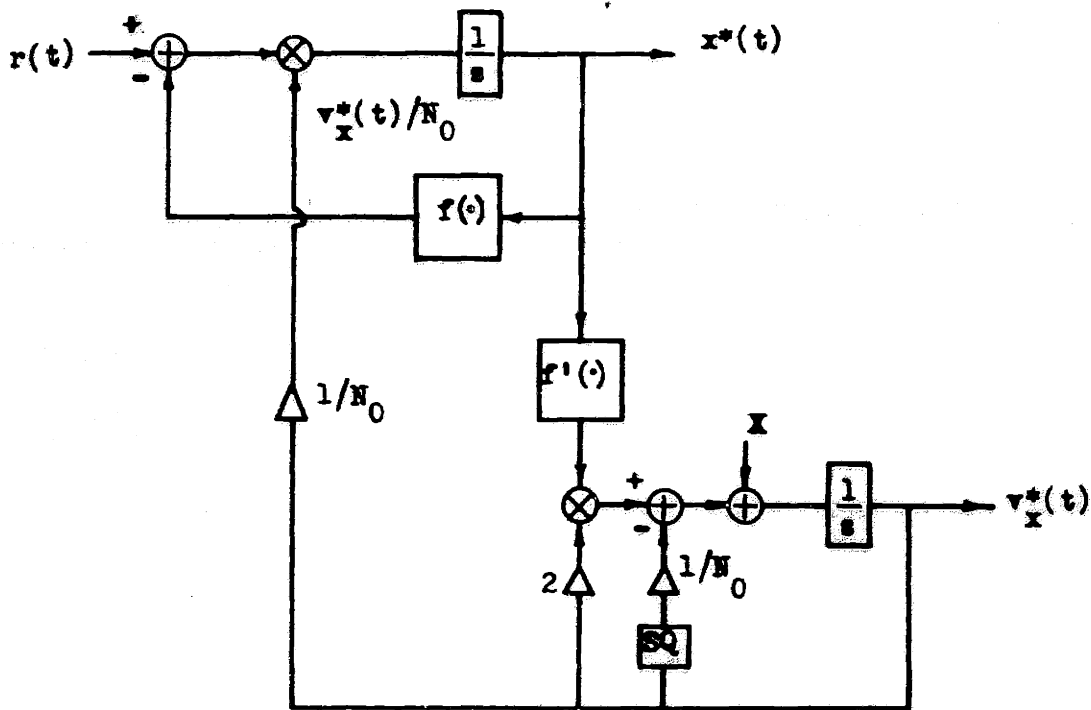 +
r(t)
-
1
s
x*(t)
v*x(t)/N0
f(·)
f'(·)
1/N0
X
+
-
1
s
v*x(t)
2
1/N0
SQ